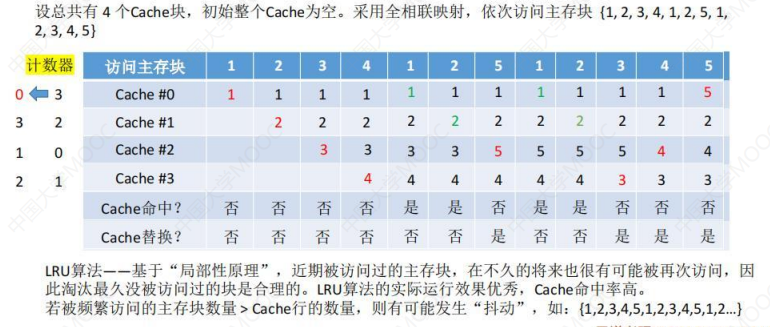 设总共有 4 个Cache块，初始整个Cache为空。采用全相联映射，依次访问主存块 {1, 2, 3, 4, 1, 2, 5, 1,
2, 3, 4, 5}
计数器 访问主存块 1 2 3 4 1 2 5 1 2 3 4 5
0 3 Cache #0 1 1 1 1 1 1 1 1 1 1 1 5
3 2 Cache #1 2 2 2 2 2 2 2 2 2 2 2
1 0 Cache #2 3 3 3 3 5 5 5 5 4 4
2 1 Cache #3 4 4 4 4 4 4 3 3 3
Cache命中？ 否 否 否 否 是 是 否 是 是 否 否 否
Cache替换？ 否 否 否 否 否 否 是 否 否 是 是 是
LRU算法——基于“局部性原理”，近期被访问过的主存块，在不久的将来也很有可能被再次访问，因
此淘汰最久没被访问过的块是合理的。LRU算法的实际运行效果优秀，Cache命中率高。
若被频繁访问的主存块数量 > Cache行的数量，则有可能发生“抖动”，如：{1,2,3,4,5,1,2,3,4,5,1,2...}
中国大学MOOC